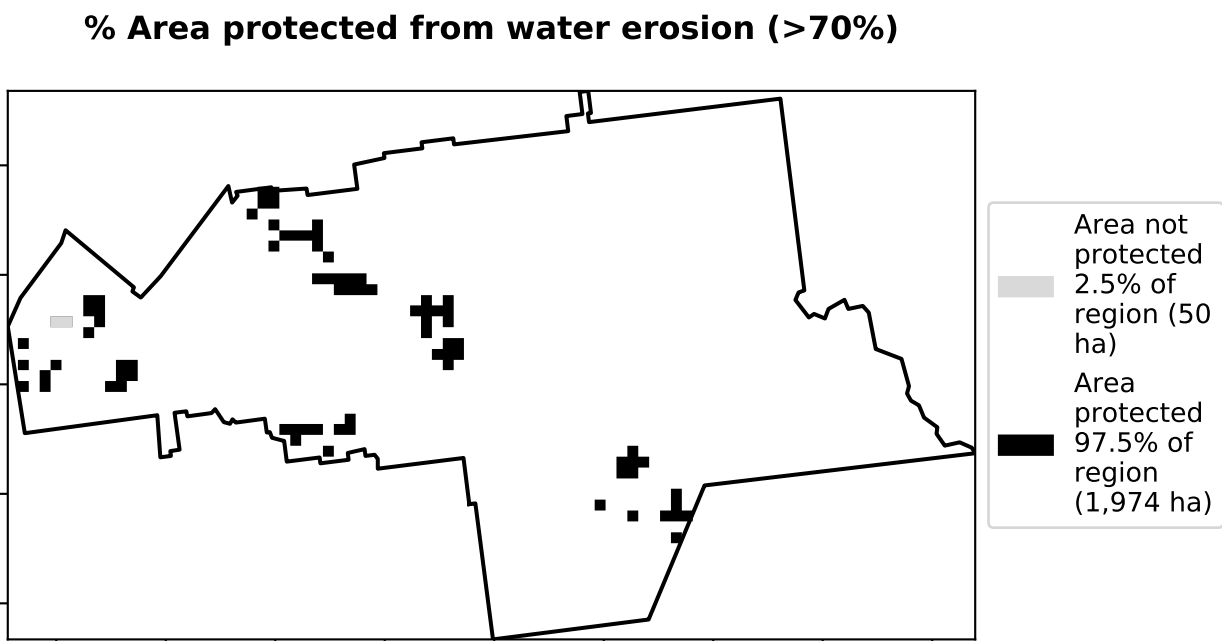 % Area protected from water erosion (>70%)
Area not
protected
2.5% of
region (50
ha)
Area
protected
97.5% of
region
(1,974 ha)